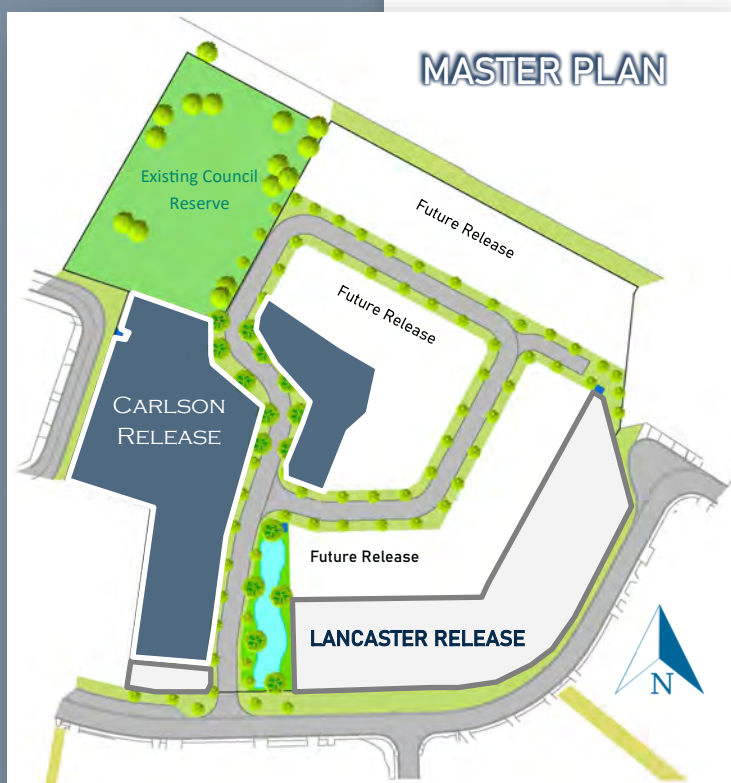 MASTER PLAN
Existing Council
Reserve
Future Release
Future Release
CARLSON
RELEASE
Future Release
LANCASTER RELEASE
N